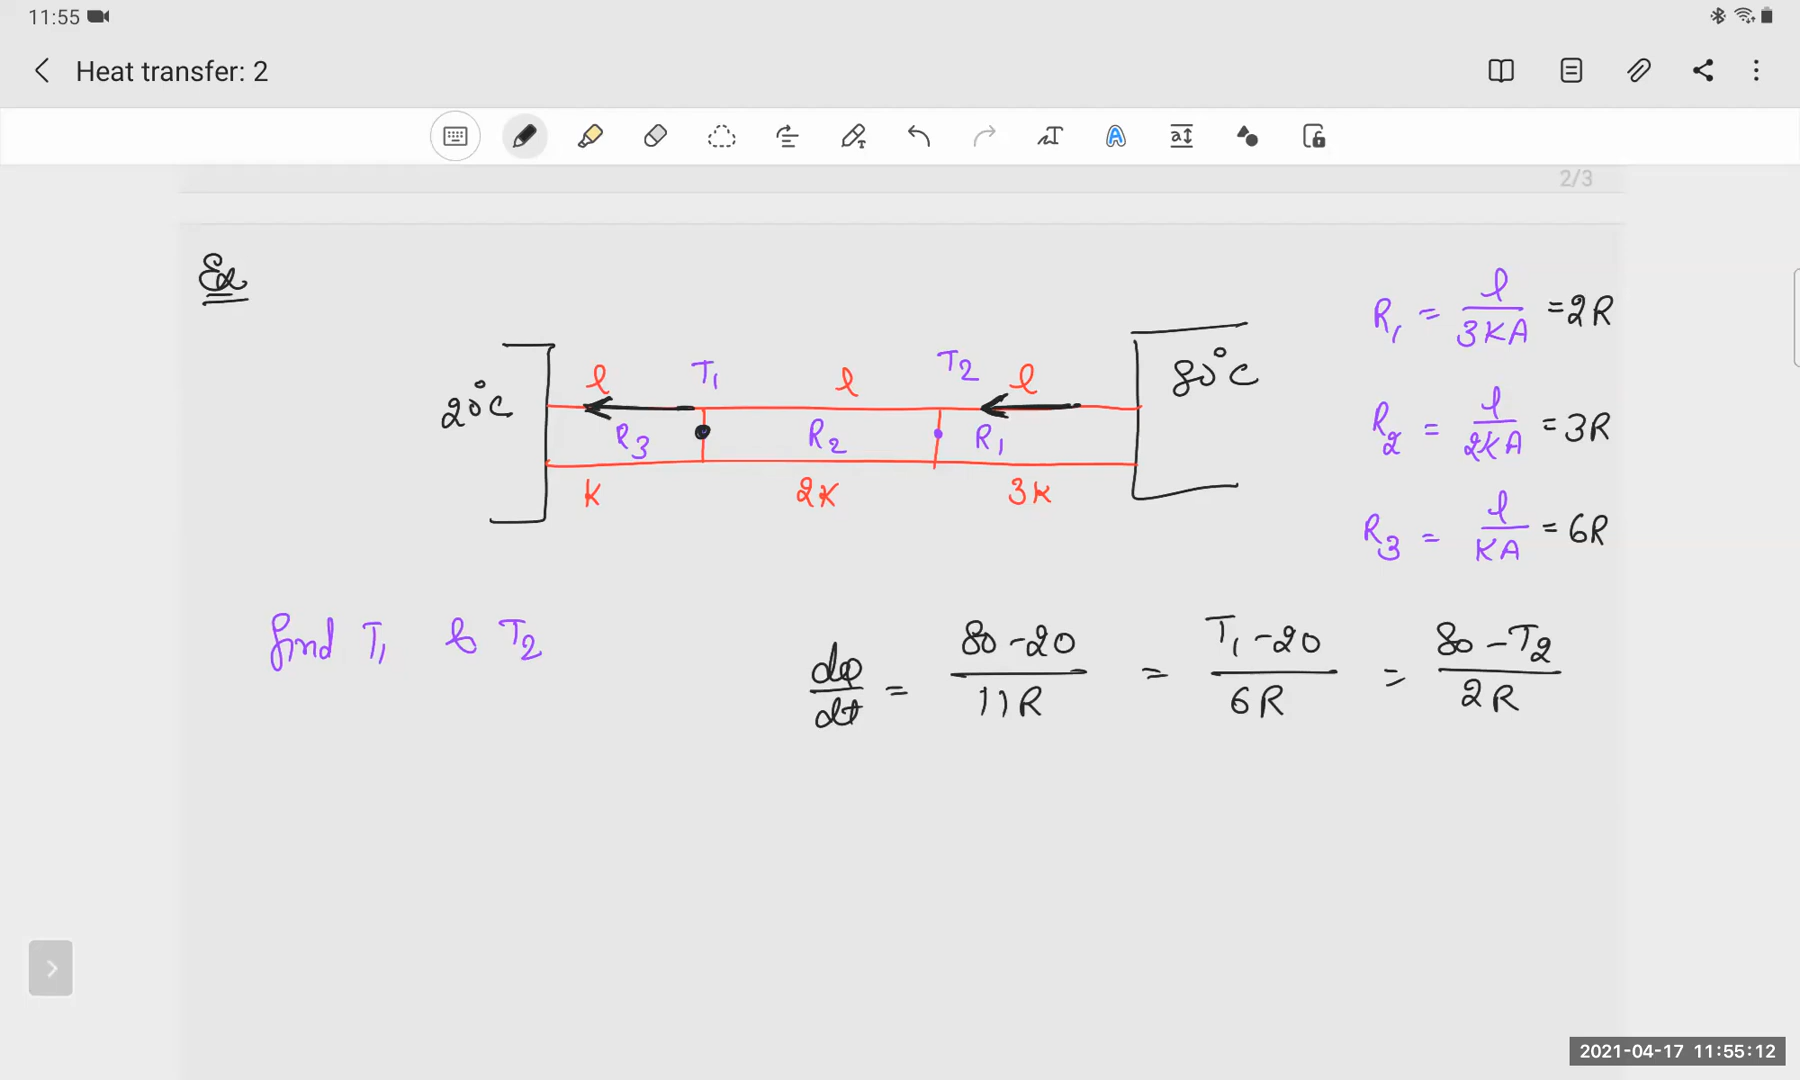 11:55
Heat transfer: 2
2/3
Ex
20°C
l T₁ l T₂ l
80°C
R₃ R₂ R₁
K 2K 3K
R₁ = l/3KA = 2R
R₂ = l/2KA = 3R
R₃ = l/KA = 6R
find T₁ & T₂
dQ/dt = 80-20/11R = T₁-20/6R = 80-T₂/2R
2021-04-17 11:55:12